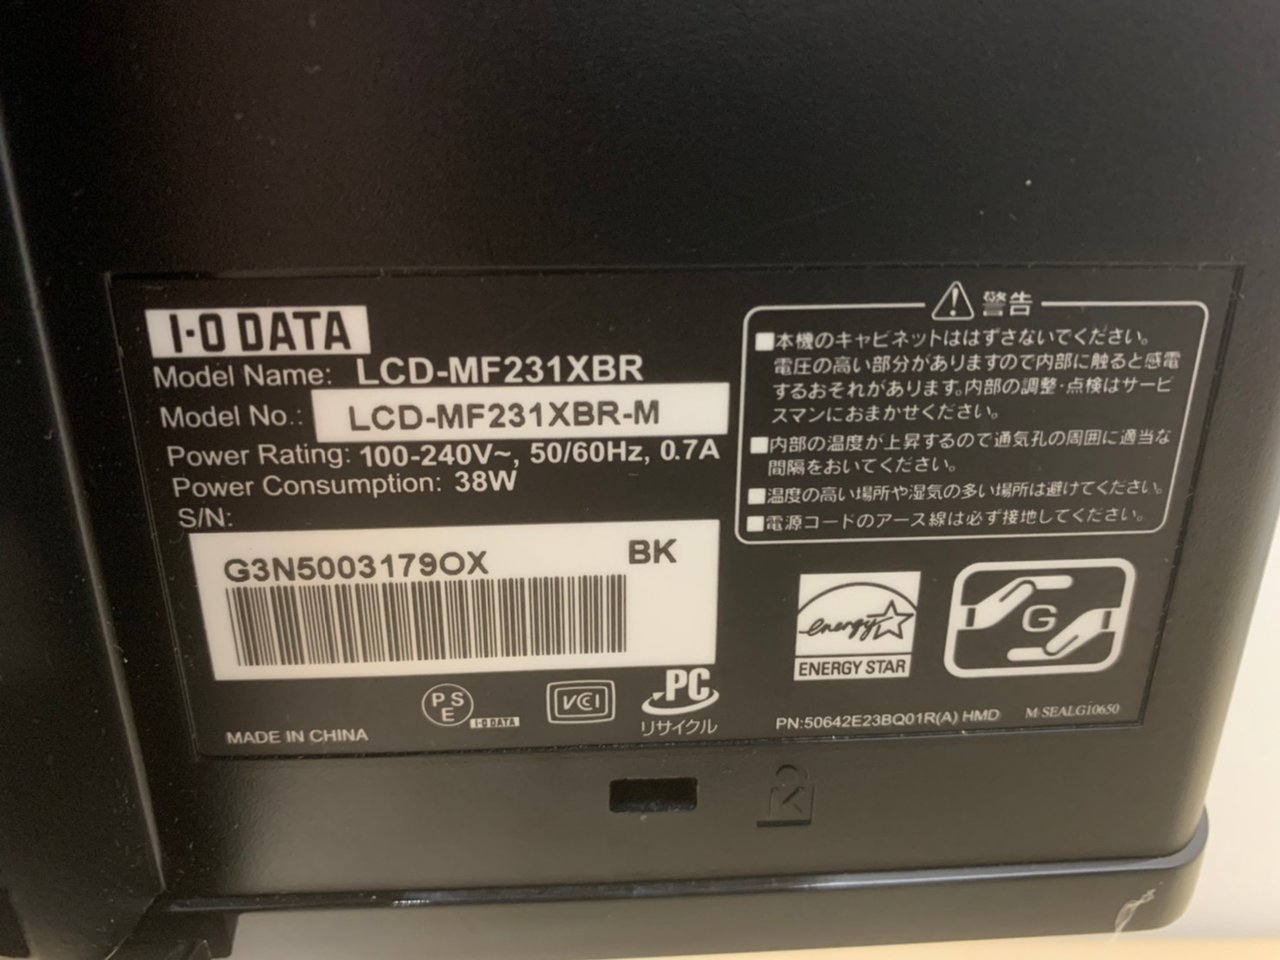 I-O DATA
Model Name: LCD-MF231XBR
Model No.: LCD-MF231XBR-M
Power Rating: 100-240V~, 50/60Hz, 0.7A
Power Consumption: 38W
S/N:
G3N5003179OX BK
PSE I-O DATA
VCI
PC
リサイクル
MADE IN CHINA
警告
■本機のキャビネットははずさないでください。
電圧の高い部分がありますので内部に触ると感電
するおそれがあります。内部の調整・点検はサービ
スマンにおまかせください。
■内部の温度が上昇するので通気孔の周囲に適当な
間隔をおいてください。
■温度の高い場所や湿気の多い場所は避けてください。
■電源コードのアース線は必ず接地してください。
energy
ENERGY STAR
G
PN:50642E23BQ01R(A) HMD M-SEALG10650